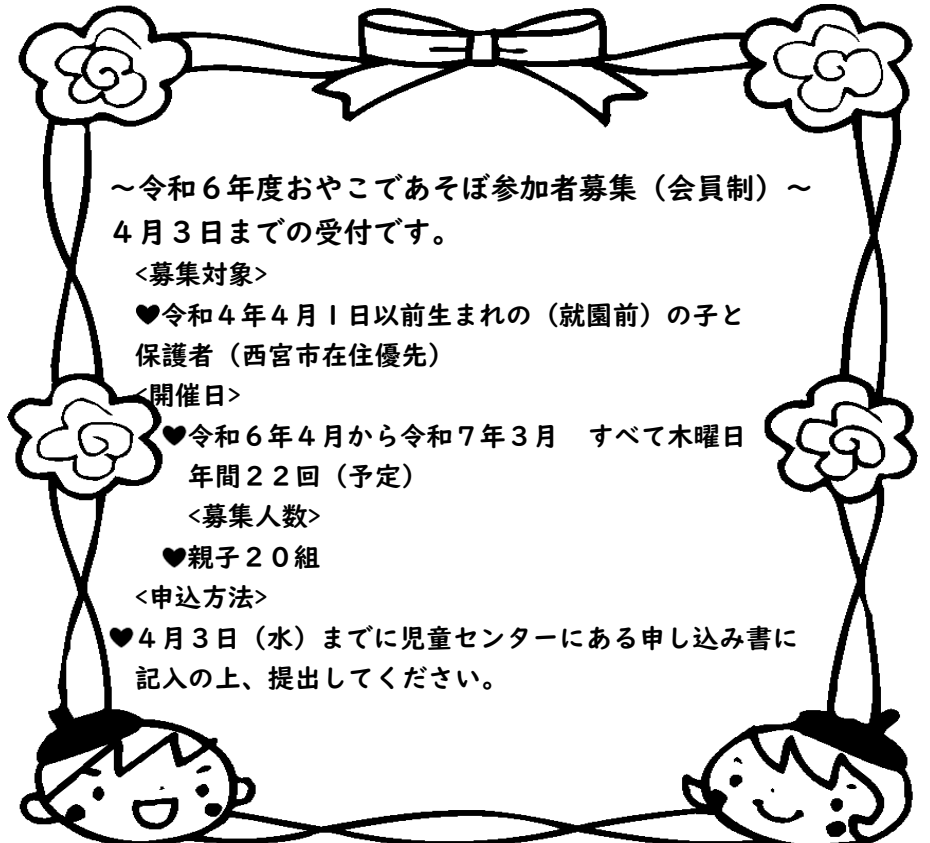 ～令和６年度おやこであそぼ参加者募集（会員制）～
４月３日までの受付です。
<募集対象>
♥令和４年４月１日以前生まれの（就園前）の子と
保護者（西宮市在住優先）
<開催日>
♥令和６年４月から令和７年３月　すべて木曜日
年間２２回（予定）
<募集人数>
♥親子２０組
<申込方法>
♥４月３日（水）までに児童センターにある申し込み書に
記入の上、提出してください。